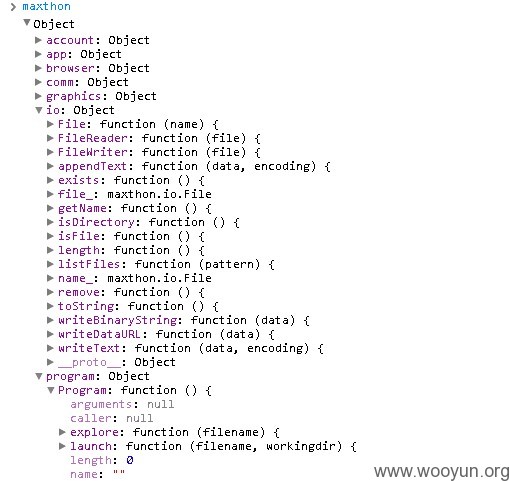 maxthon
Object
account: Object
app: Object
browser: Object
comm: Object
graphics: Object
io: Object
File: function (name) {
FileReader: function (file) {
FileWriter: function (file) {
appendText: function (data, encoding) {
exists: function () {
file_: maxthon.io.File
getName: function () {
isDirectory: function () {
isFile: function () {
length: function () {
listFiles: function (pattern) {
name_: maxthon.io.File
remove: function () {
toString: function () {
writeBinaryString: function (data) {
writeDataURL: function (data) {
writeText: function (data, encoding) {
__proto__: Object
program: Object
Program: function () {
arguments: null
caller: null
explore: function (filename) {
launch: function (filename, workingdir) {
length: 0
name: ""
www.wooyun.org